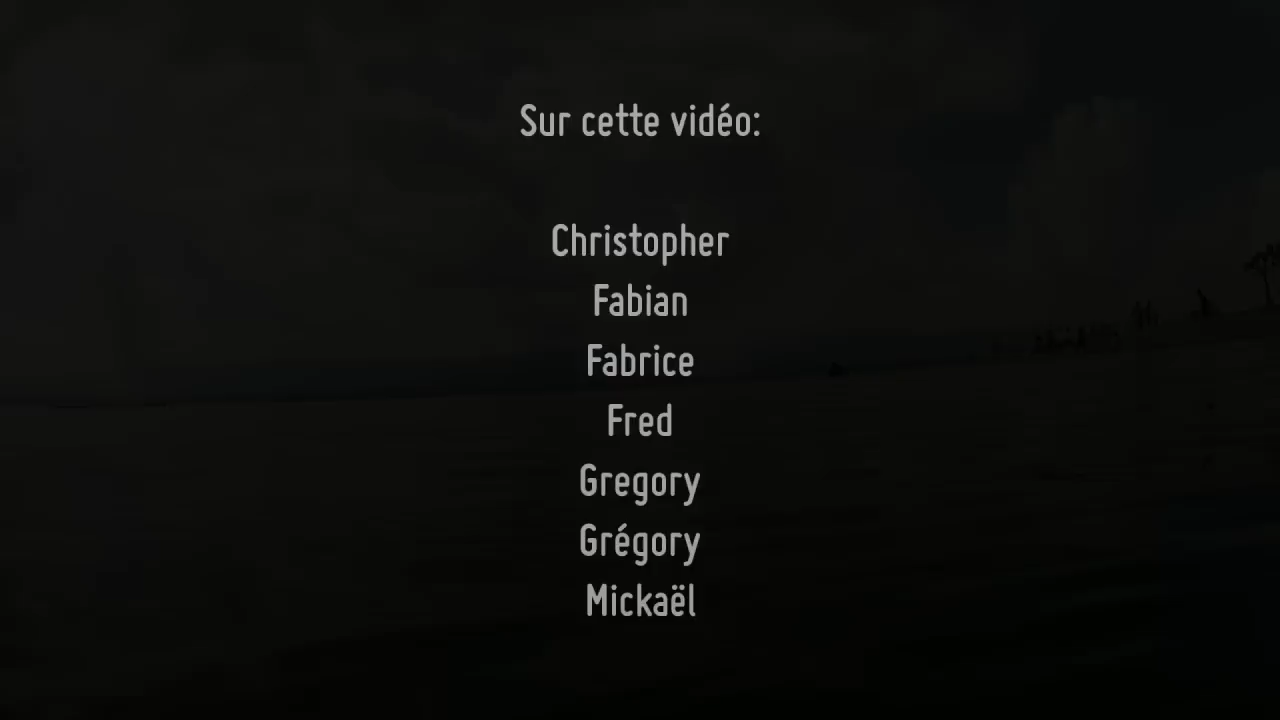 Sur cette vidéo:
Christopher
Fabian
Fabrice
Fred
Gregory
Grégory
Mickaël